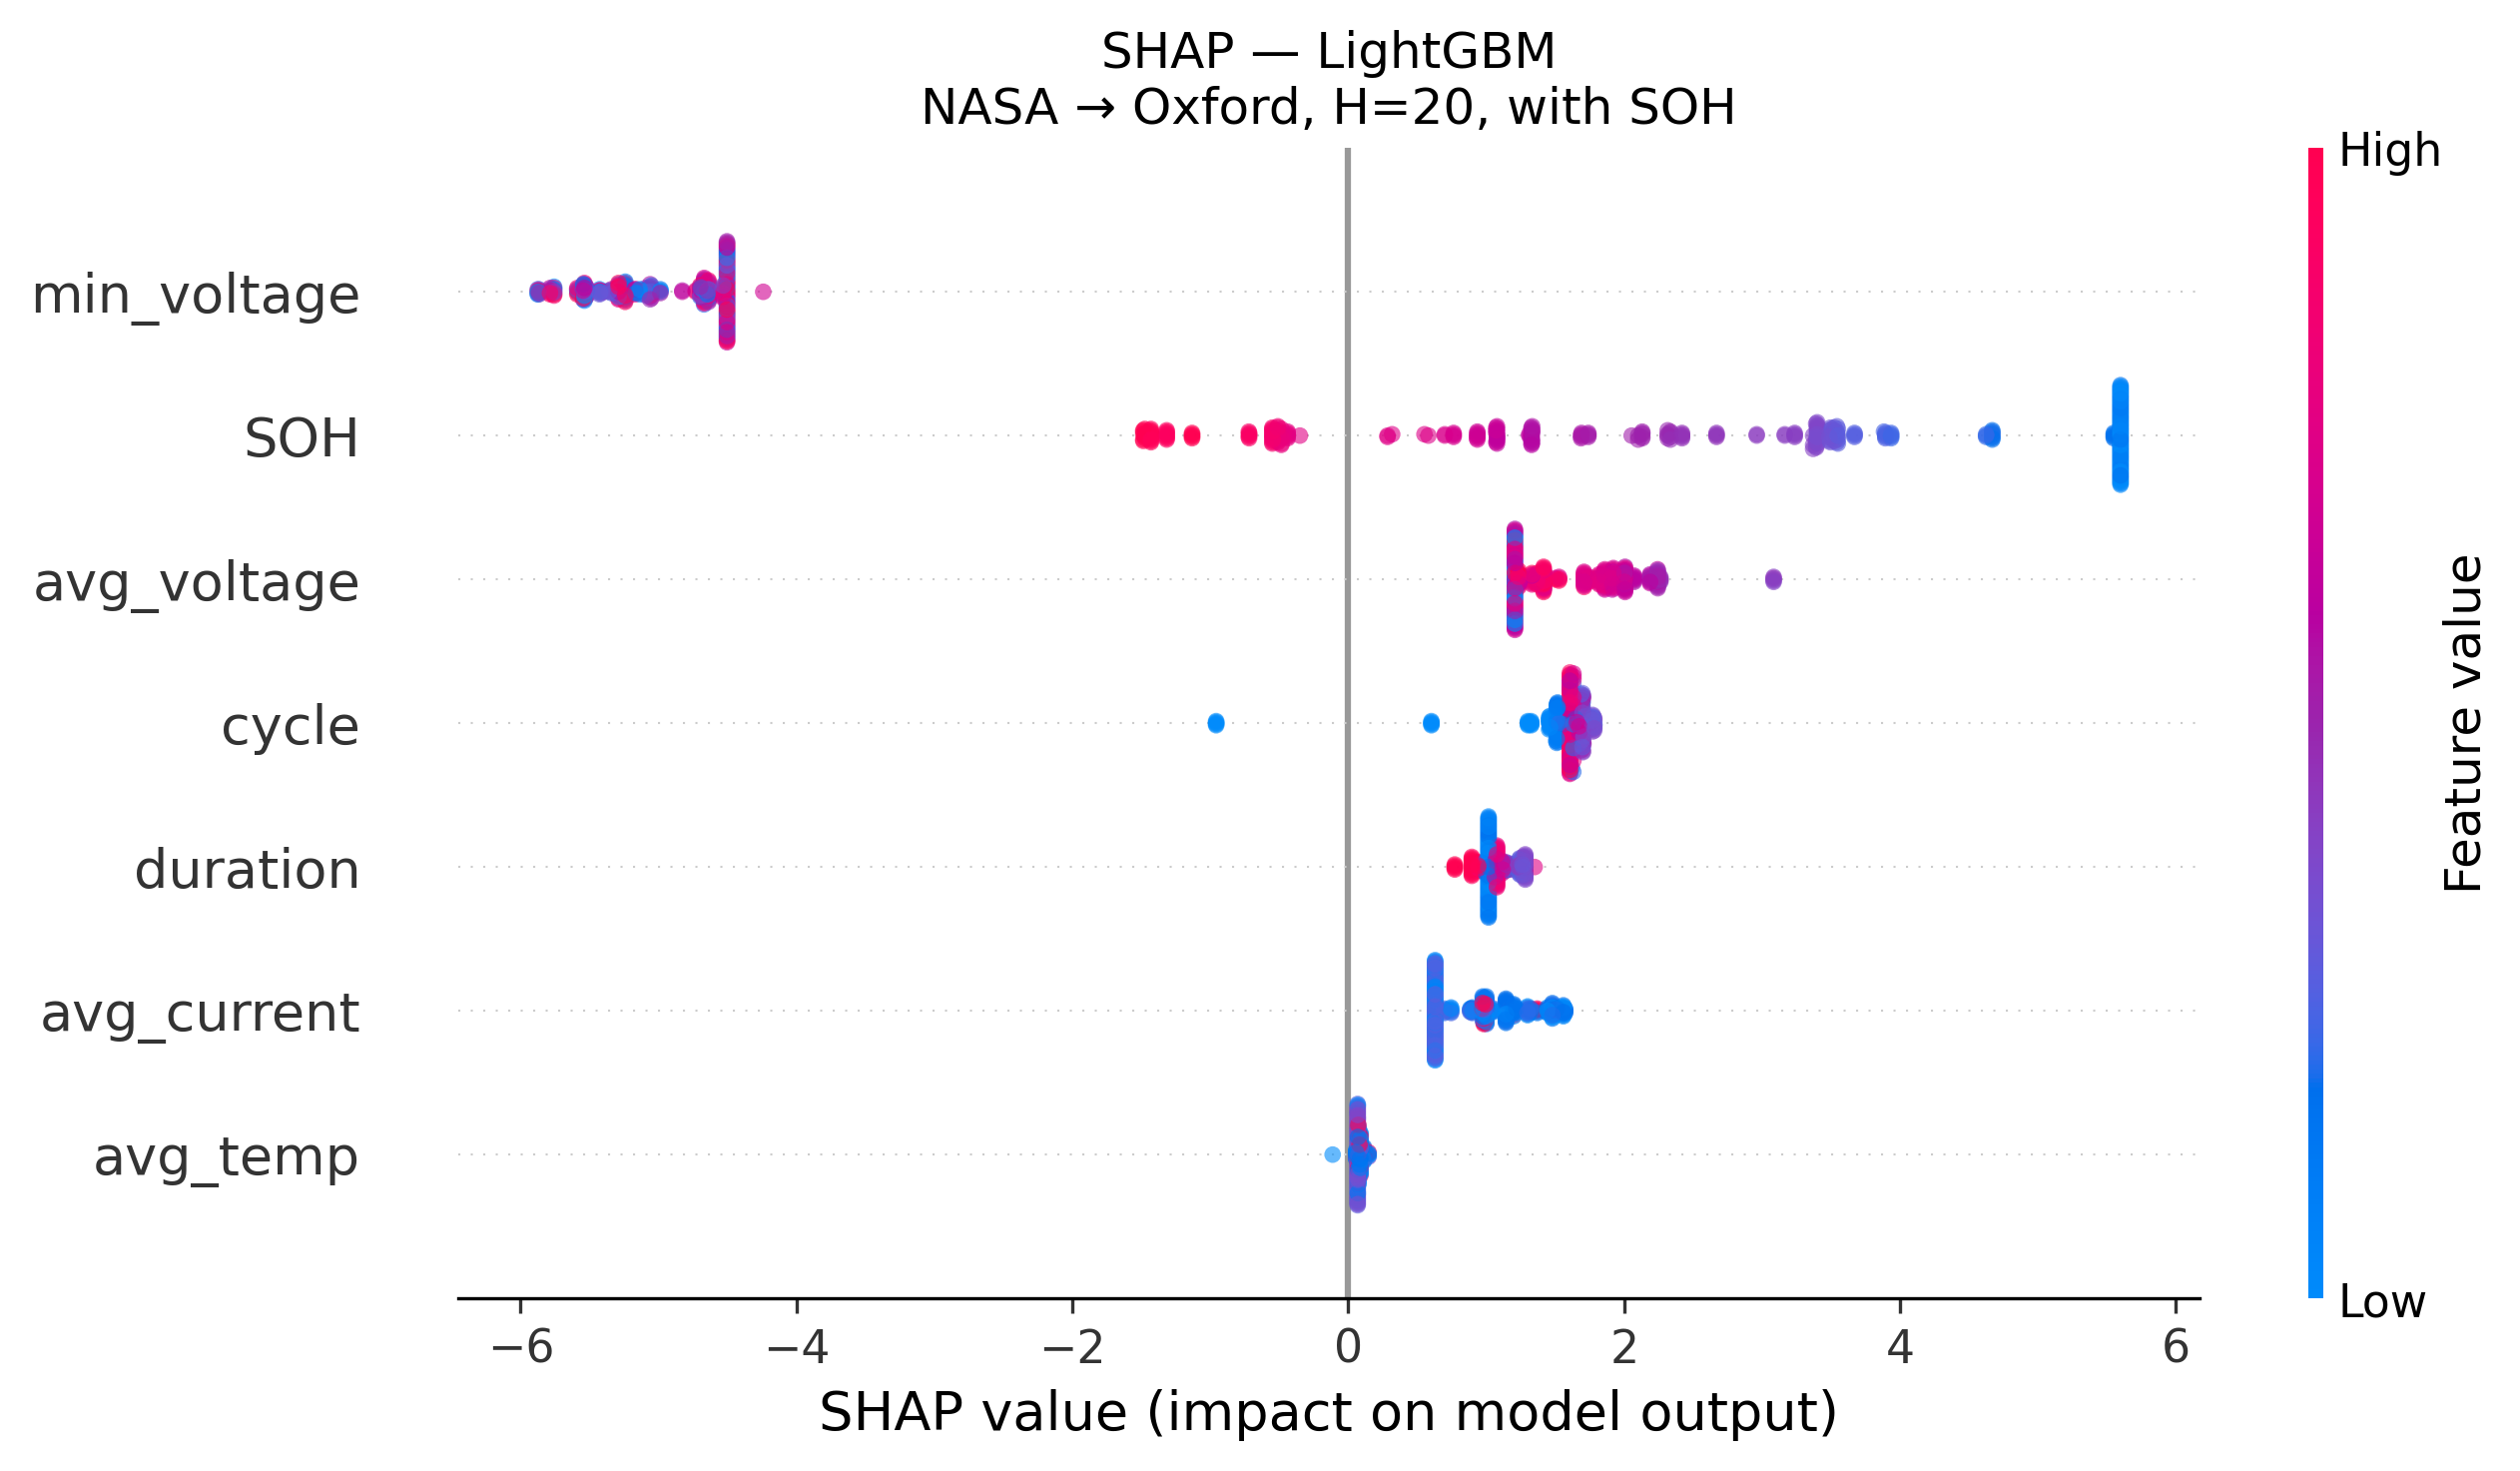 SHAP — LightGBM
NASA → Oxford, H=20, with SOH
High
min_voltage
SOH
avg_voltage
cycle
duration
avg_current
avg_temp
Feature value
Low
−6 −4 −2 0 2 4 6
SHAP value (impact on model output)